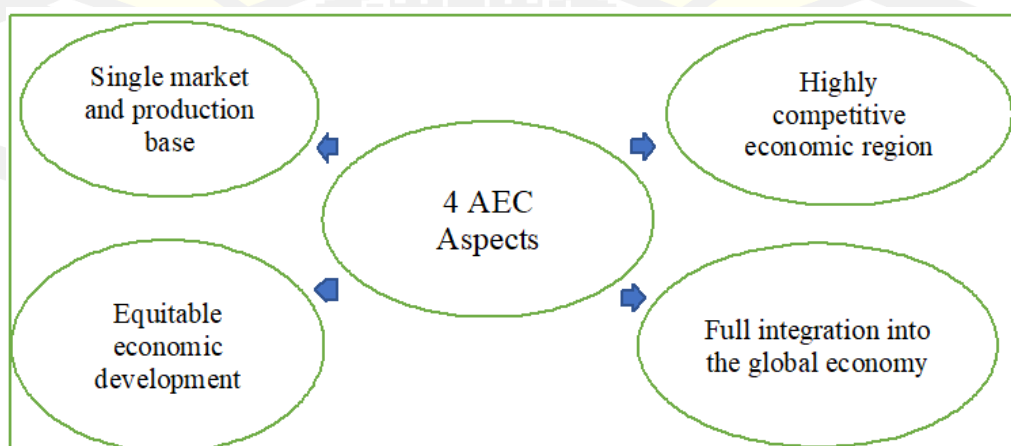 Single market
and production
base
Highly
competitive
economic region
4 AEC
Aspects
Equitable
economic
development
Full integration into
the global economy